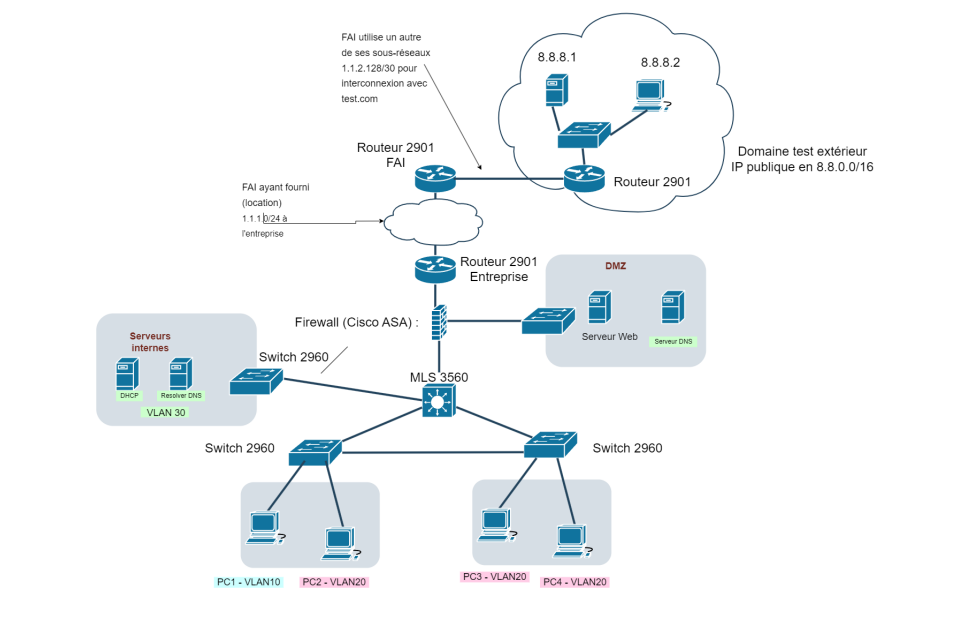 FAI utilise un autre
de ses sous-réseaux
1.1.2.128/30 pour
interconnexion avec
test.com
8.8.8.1
8.8.8.2
Domaine test extérieur
IP publique en 8.8.0.0/16
Routeur 2901
FAI
Routeur 2901
FAI ayant fourni
(location)
1.1.1.0/24 à
l'entreprise
Routeur 2901
Entreprise
DMZ
Serveur Web
Serveur DNS
Firewall (Cisco ASA) :
Serveurs
internes
DHCP
Resolver DNS
VLAN 30
Switch 2960
MLS 3560
Switch 2960
Switch 2960
PC1 - VLAN10
PC2 - VLAN20
PC3 - VLAN20
PC4 - VLAN20